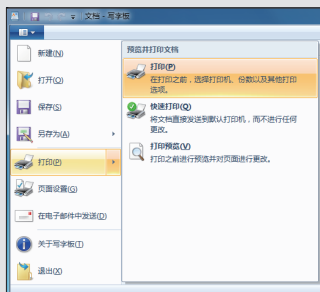 文档 - 写字板
新建(N)
打开(O)
保存(S)
另存为(A)
打印(P)
页面设置(G)
在电子邮件中发送(D)
关于写字板(T)
退出(X)
预览并打印文档
打印(P)
在打印之前，选择打印机、份数以及其他打印
选项。
快速打印(Q)
将文档直接发送到默认打印机，而不进行任何
更改。
打印预览(V)
打印之前进行预览并对页面进行更改。